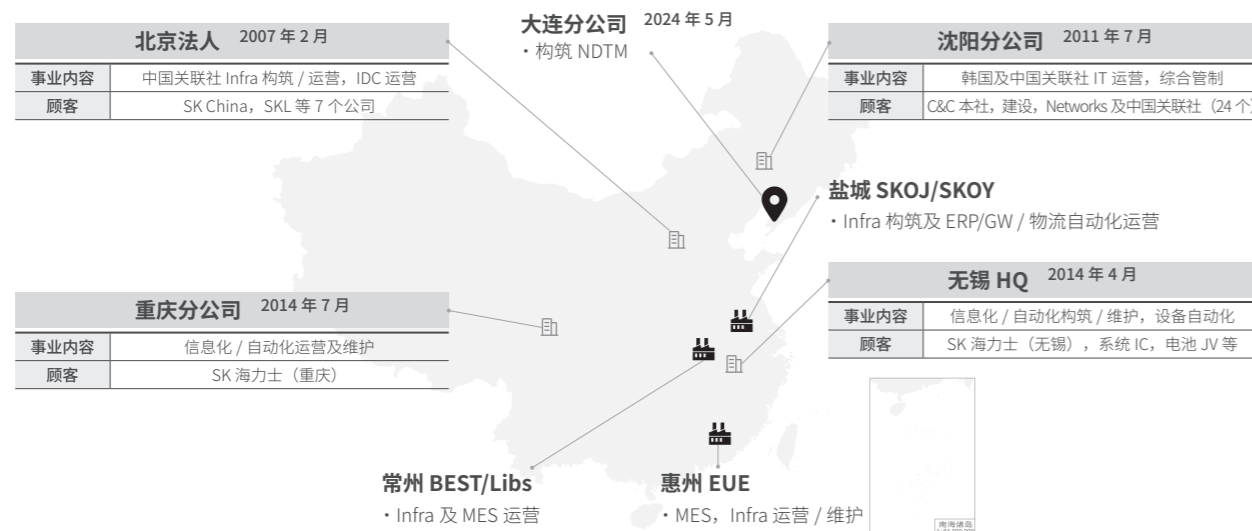 北京法人 2007 年 2 月
事业内容 中国关联社 Infra 构筑 / 运营，IDC 运营
顾客 SK China，SKL 等 7 个公司
大连分公司 2024 年 5 月
・构筑 NDTM
沈阳分公司 2011 年 7 月
事业内容 韩国及中国关联社 IT 运营，综合管制
顾客 C&C 本社，建设，Networks 及中国关联社（24 个）
盐城 SKOJ/SKOY
・Infra 构筑及 ERP/GW / 物流自动化运营
重庆分公司 2014 年 7 月
事业内容 信息化 / 自动化运营及维护
顾客 SK 海力士（重庆）
无锡 HQ 2014 年 4 月
事业内容 信息化 / 自动化构筑 / 维护，设备自动化
顾客 SK 海力士（无锡），系统 IC，电池 JV 等
常州 BEST/Libs
・Infra 及 MES 运营
惠州 EUE
・MES，Infra 运营 / 维护
南海诸岛